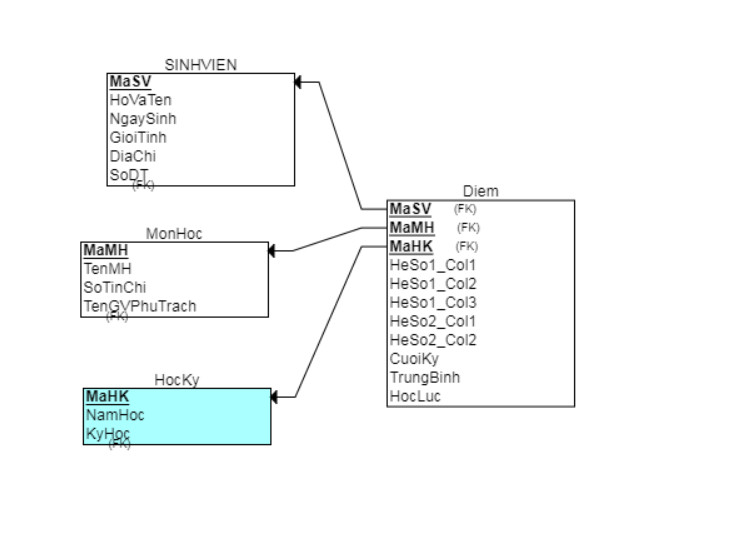 SINHVIEN
MaSV
HoVaTen
NgaySinh
GioiTinh
DiaChi
SoDT
(FK)
MonHoc
MaMH
TenMH
SoTinChi
TenGVPhuTrach
(FK)
HocKy
MaHK
NamHoc
KyHoc
(FK)
Diem
MaSV (FK)
MaMH (FK)
MaHK (FK)
HeSo1_Col1
HeSo1_Col2
HeSo1_Col3
HeSo2_Col1
HeSo2_Col2
CuoiKy
TrungBinh
HocLuc